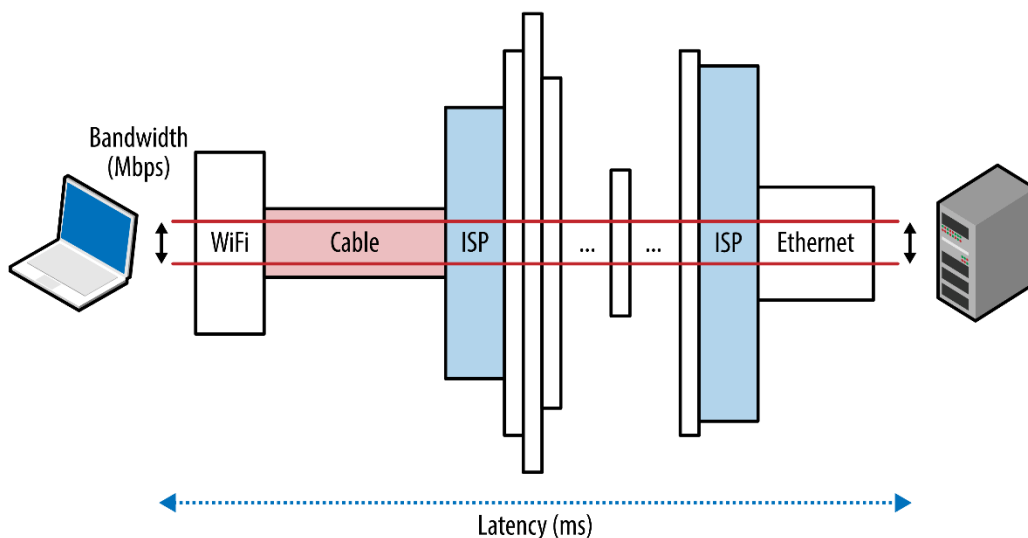 Bandwidth
(Mbps)
WiFi
Cable
ISP
...
...
ISP
Ethernet
Latency (ms)